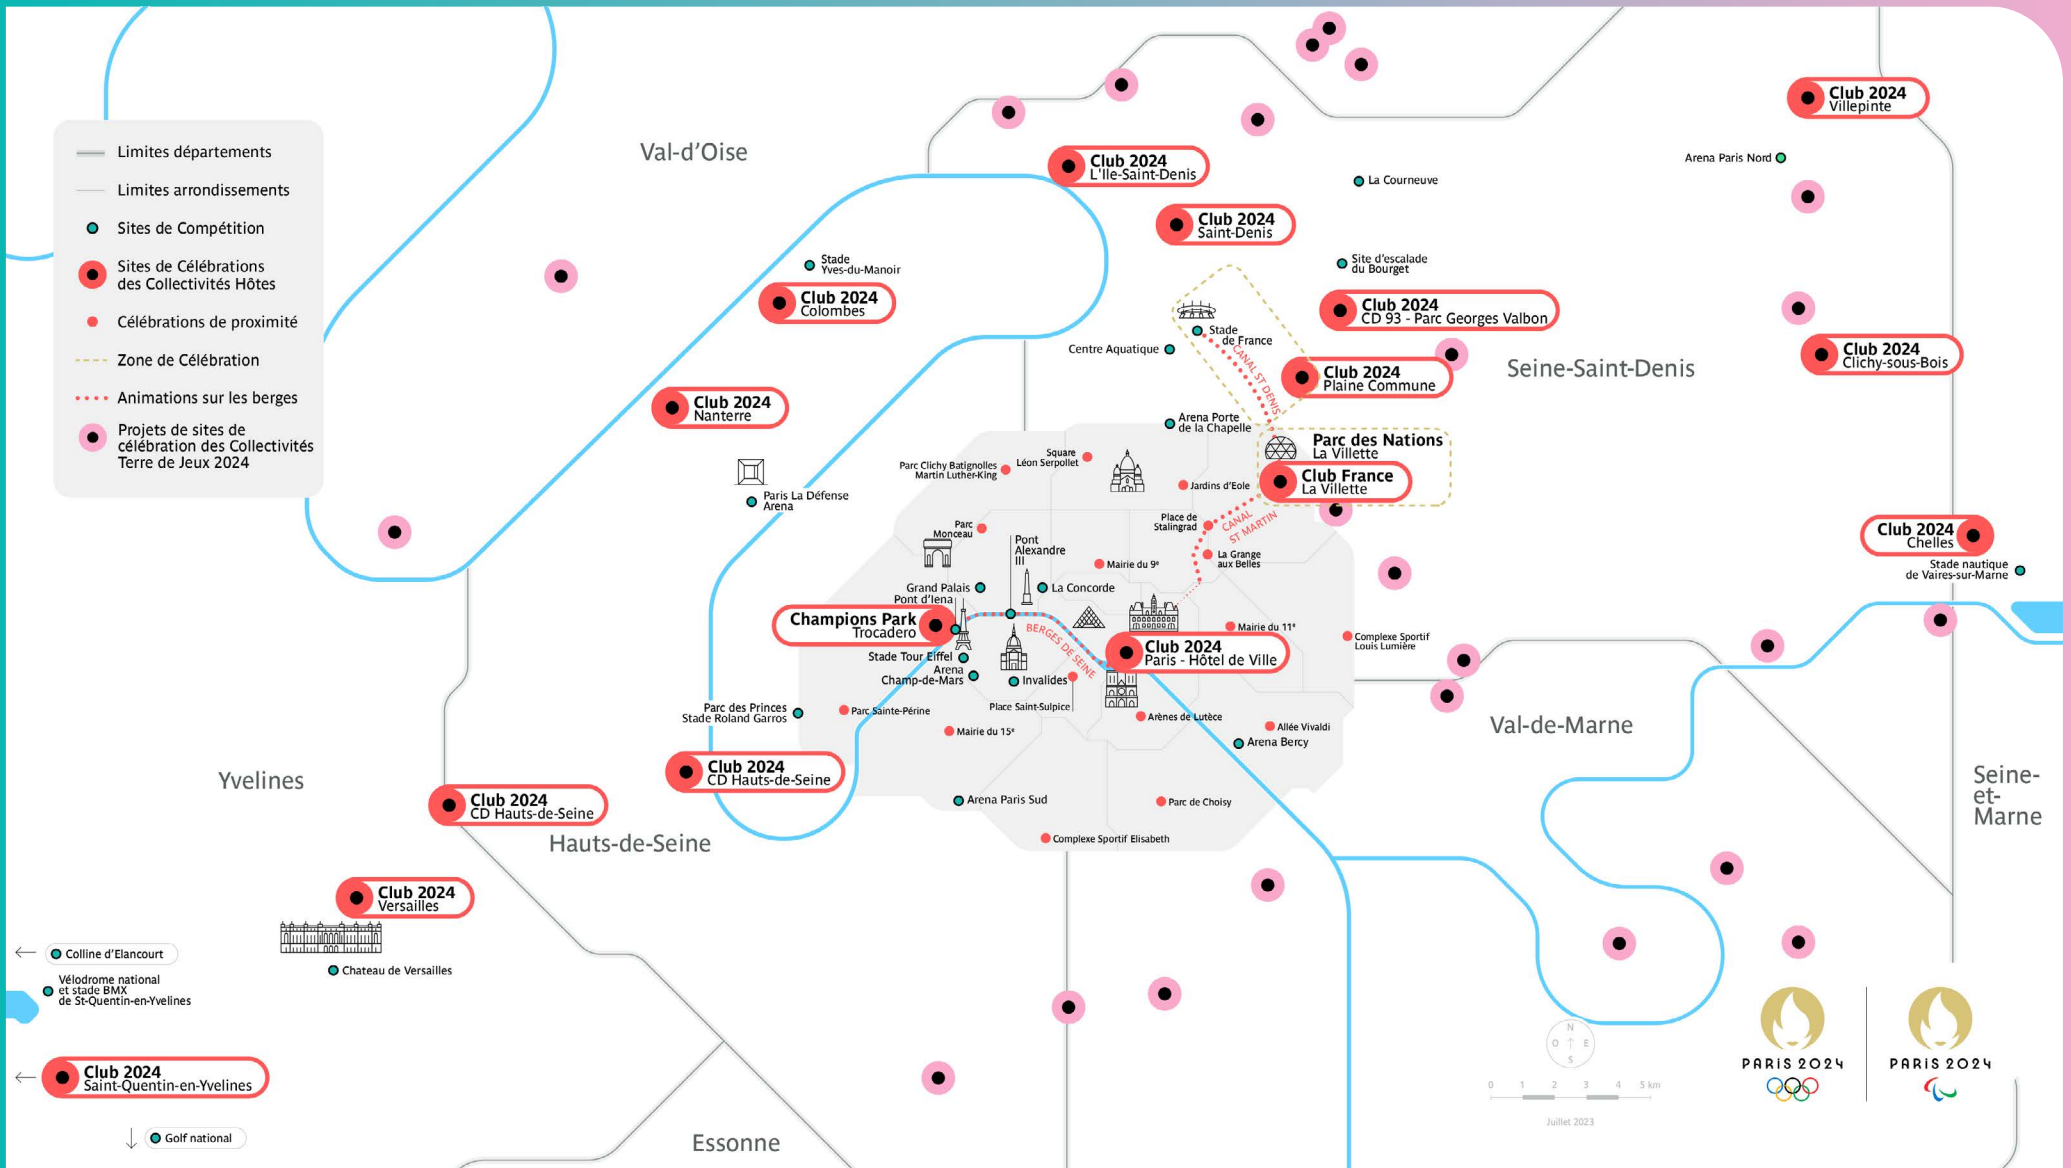 Limites départements
Limites arrondissements
Sites de Compétition
Sites de Célébrations
des Collectivités Hôtes
Célébrations de proximité
Zone de Célébration
Animations sur les berges
Projets de sites de
célébration des Collectivités
Terre de Jeux 2024
Val-d'Oise
Club 2024
L'Ile-Saint-Denis
Club 2024
Villepinte
Arena Paris Nord
La Courneuve
Club 2024
Saint-Denis
Stade
Yves-du-Manoir
Site d'escalade
du Bourget
Club 2024
Colombes
Club 2024
CD 93 - Parc Georges Valbon
Stade
de France
Centre Aquatique
CANAL ST DENIS
Club 2024
Plaine Commune
Seine-Saint-Denis
Club 2024
Clichy-sous-Bois
Club 2024
Nanterre
Arena Porte
de la Chapelle
Parc des Nations
La Villette
Club France
La Villette
Square
Léon Serpollet
Parc Clichy Batignolles
Martin Luther-King
Jardins d'Eole
Paris La Défense
Arena
Place de
Stalingrad
CANAL
ST MARTIN
Parc
Monceau
Pont
Alexandre
III
La Grange
aux Belles
Mairie du 9e
Club 2024
Chelles
Stade nautique
de Vaires-sur-Marne
Grand Palais
La Concorde
Pont d'Iena
Champions Park
Trocadero
BERGES DE SEINE
Mairie du 11e
Complexe Sportif
Louis Lumière
Club 2024
Paris - Hôtel de Ville
Stade Tour Eiffel
Arena
Champ-de-Mars
Invalides
Place Saint-Sulpice
Parc des Princes
Stade Roland Garros
Parc Sainte-Périne
Mairie du 15e
Arènes de Lutèce
Allée Vivaldi
Arena Bercy
Val-de-Marne
Seine-
et-
Marne
Yvelines
Club 2024
CD Hauts-de-Seine
Club 2024
CD Hauts-de-Seine
Arena Paris Sud
Parc de Choisy
Complexe Sportif Elisabeth
Hauts-de-Seine
Club 2024
Versailles
Chateau de Versailles
Colline d'Elancourt
Vélodrome national
et stade BMX
de St-Quentin-en-Yvelines
Club 2024
Saint-Quentin-en-Yvelines
Golf national
Essonne
N
O E
S
0 1 2 3 4 5 km
Juillet 2023
PARIS 2024
PARIS 2024